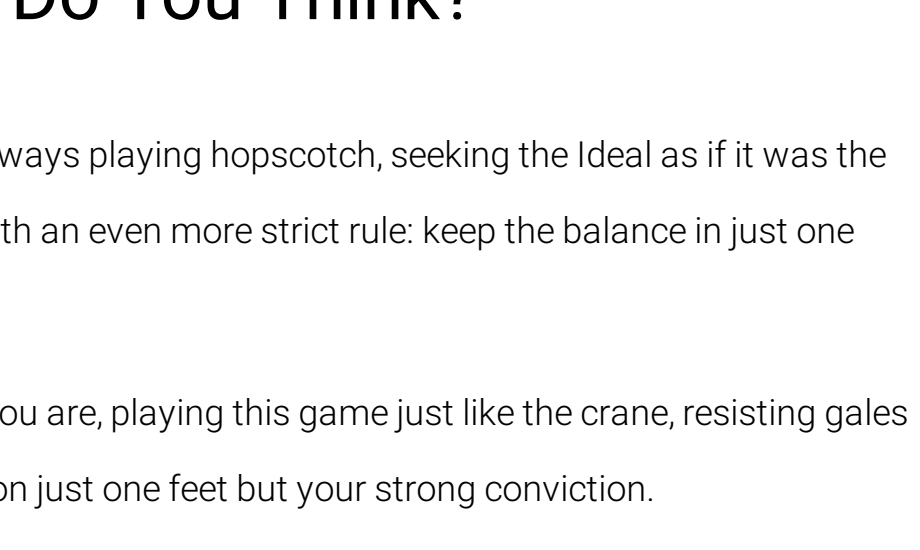 Do You Think?
ways playing hopscotch, seeking the Ideal as if it was the
th an even more strict rule: keep the balance in just one
ou are, playing this game just like the crane, resisting gales
on just one feet but your strong conviction.